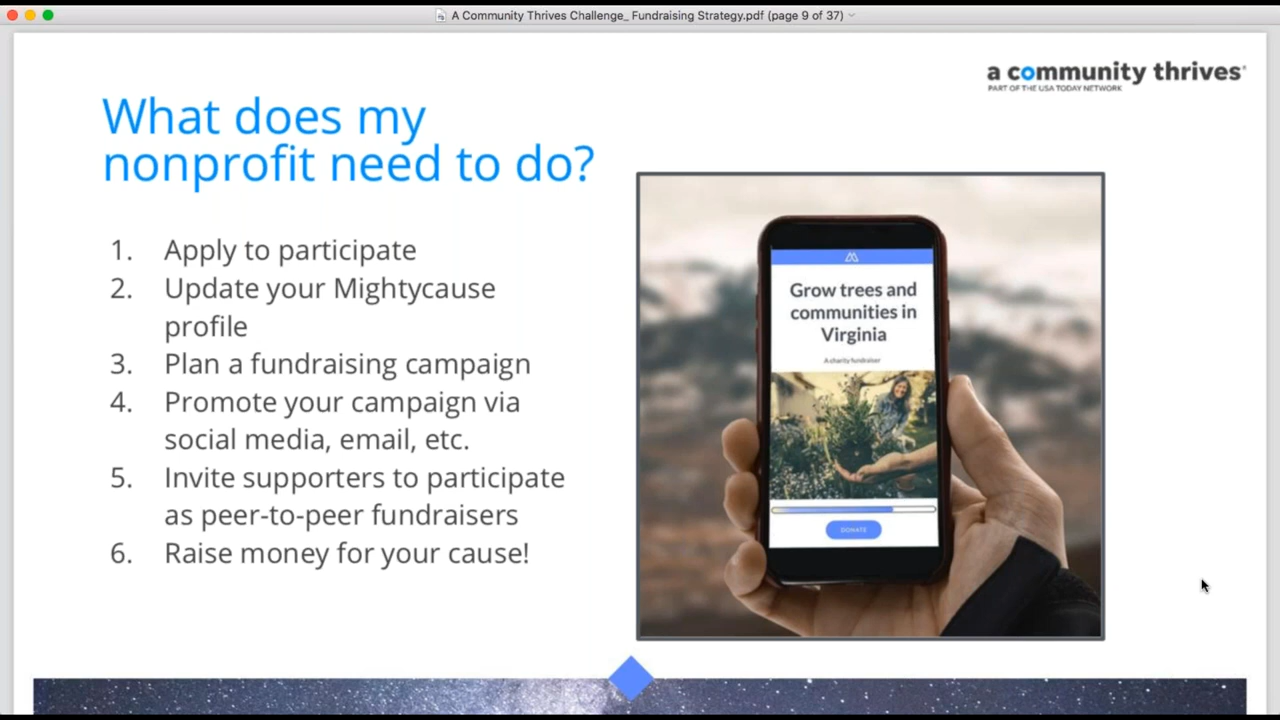 A Community Thrives Challenge_ Fundraising Strategy.pdf (page 9 of 37)
a community thrives
PART OF THE USA TODAY NETWORK
What does my
nonprofit need to do?
1. Apply to participate
2. Update your Mightycause
profile
3. Plan a fundraising campaign
4. Promote your campaign via
social media, email, etc.
5. Invite supporters to participate
as peer-to-peer fundraisers
6. Raise money for your cause!
Grow trees and
communities in
Virginia
A charity fundraiser
DONATE